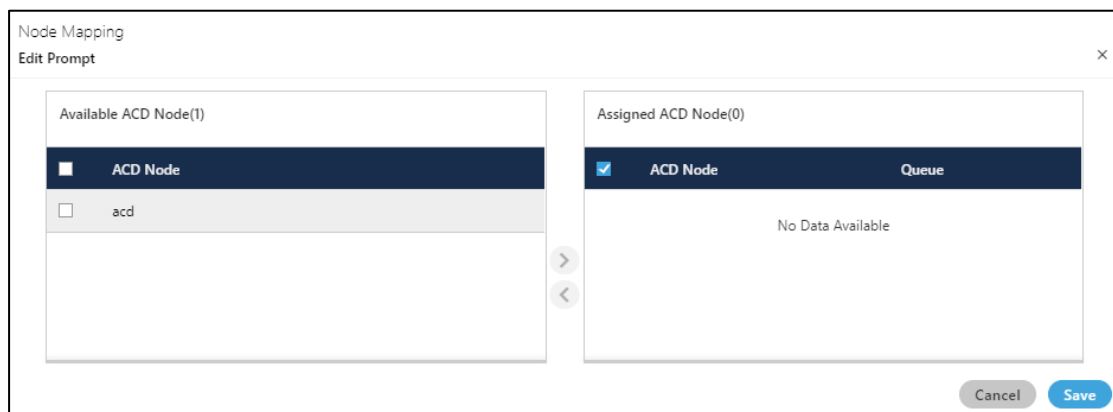 Node Mapping
Edit Prompt
×
Available ACD Node(1)
ACD Node
acd
Assigned ACD Node(0)
ACD Node Queue
No Data Available
Cancel Save